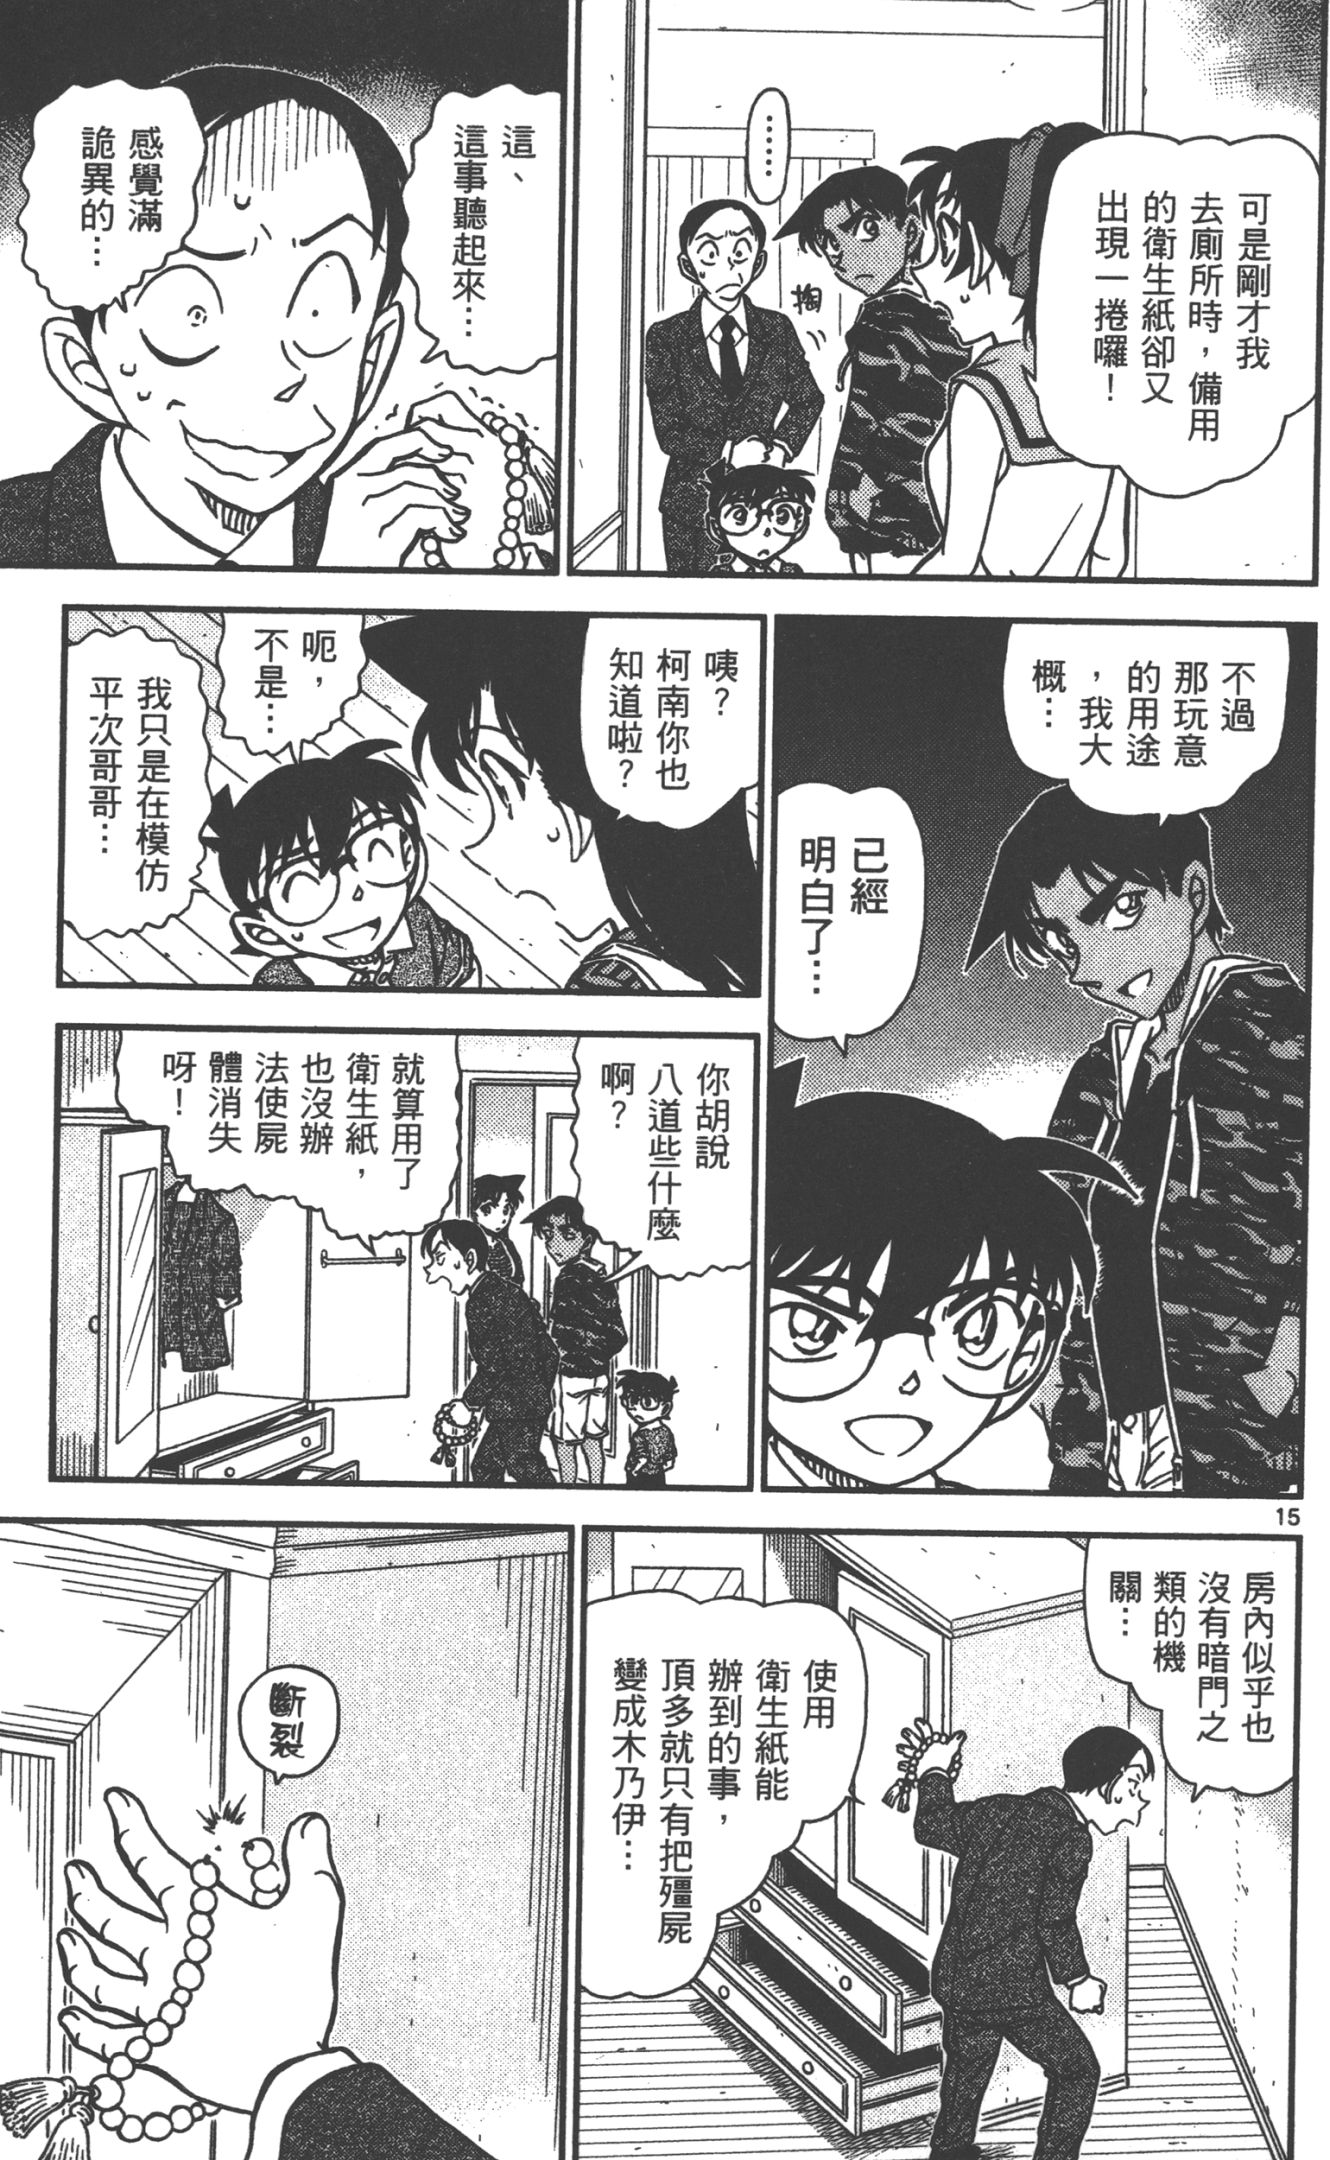 可是剛才我
去廁所時，備用
的衛生紙卻又
出現一捲囉！
……
掏
這、
這事聽起來…
感覺滿
詭異的…
不過
那玩意
的用途
，我大
概…
已經
明白了…
咦？
柯南你也
知道啦？
呃，
不是…
我只是在模仿
平次哥哥…
你胡說
八道些什麼
啊？
就算用了
衛生紙，
也沒辦
法使屍
體消失
呀！
15
房內似乎也
沒有暗門之
類的機
關…
使用
衛生紙能
辦到的事，
頂多就只有把殭屍
變成木乃伊…
斷裂